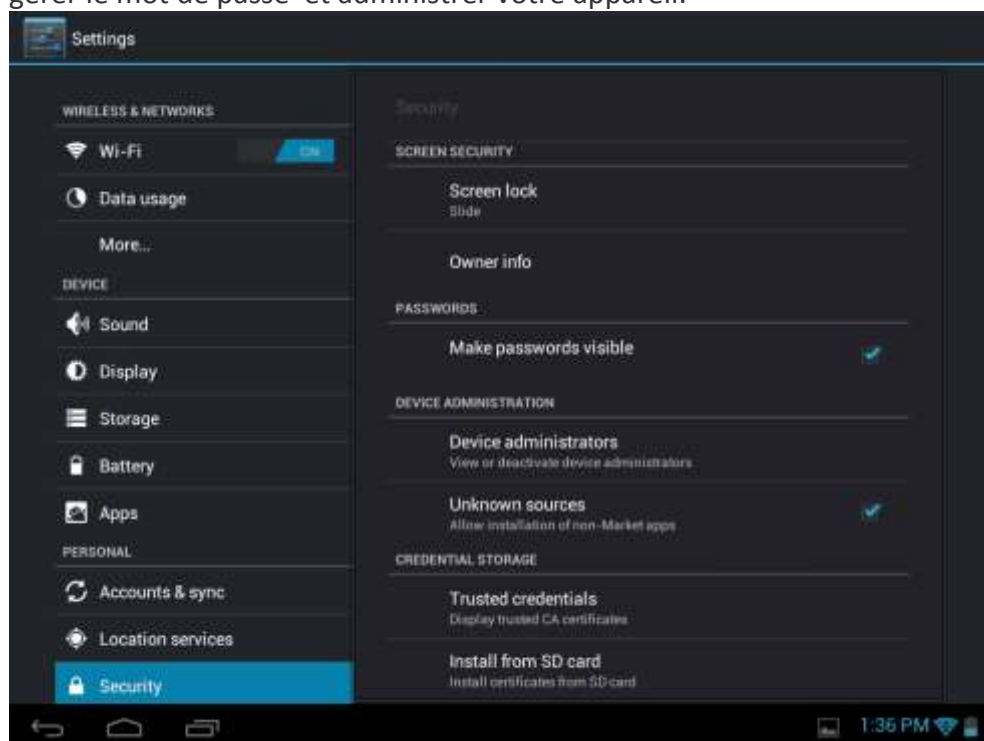 gérer le mot de passe et administrer votre appareil.
Settings
WIRELESS & NETWORKS
Wi-Fi ON
Data usage
More...
DEVICE
Sound
Display
Storage
Battery
Apps
PERSONAL
Accounts & sync
Location services
Security
Security
SCREEN SECURITY
Screen lock
Slide
Owner info
PASSWORDS
Make passwords visible
DEVICE ADMINISTRATION
Device administrators
View or deactivate device administrators
Unknown sources
Allow installation of non-Market apps
CREDENTIAL STORAGE
Trusted credentials
Display trusted CA certificates
Install from SD card
Install certificates from SD card
1:36 PM